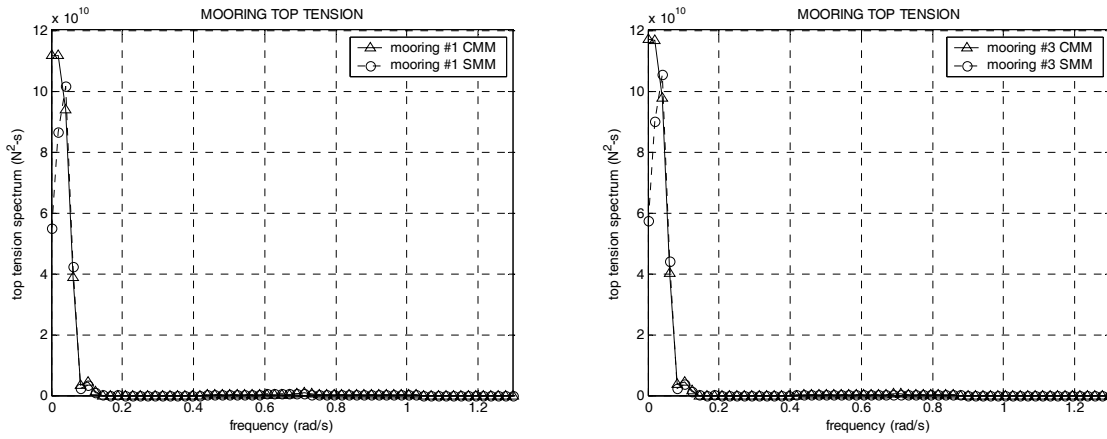 x 10^10
MOORING TOP TENSION
mooring #1 CMM
mooring #1 SMM
top tension spectrum (N^2-s)
12
10
8
6
4
2
0
0 0.2 0.4 0.6 0.8 1 1.2
frequency (rad/s)
x 10^10
MOORING TOP TENSION
mooring #3 CMM
mooring #3 SMM
top tension spectrum (N^2-s)
12
10
8
6
4
2
0
0 0.2 0.4 0.6 0.8 1 1.2
frequency (rad/s)